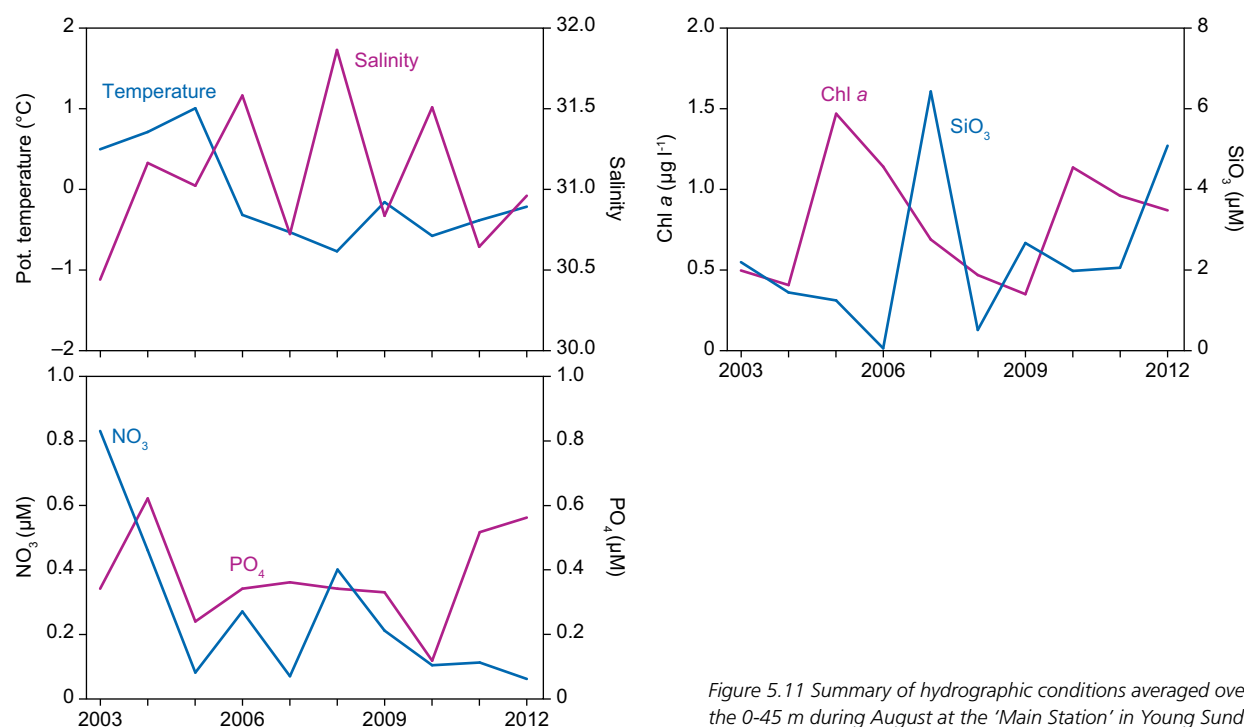 2
1
0
−1
−2
Pot. temperature (°C)
Temperature
Salinity
32.0
31.5
31.0
30.5
30.0
Salinity
2.0
1.5
1.0
0.5
0
Chl a (µg l-1)
Chl a
SiO3
8
6
4
2
0
SiO3 (µM)
2003
2006
2009
2012
1.0
0.8
0.6
0.4
0.2
0
NO3 (µM)
NO3
PO4
1.0
0.8
0.6
0.4
0.2
0
PO4 (µM)
2003
2006
2009
2012
Figure 5.11 Summary of hydrographic conditions averaged over
the 0-45 m during August at the ‘Main Station’ in Young Sund